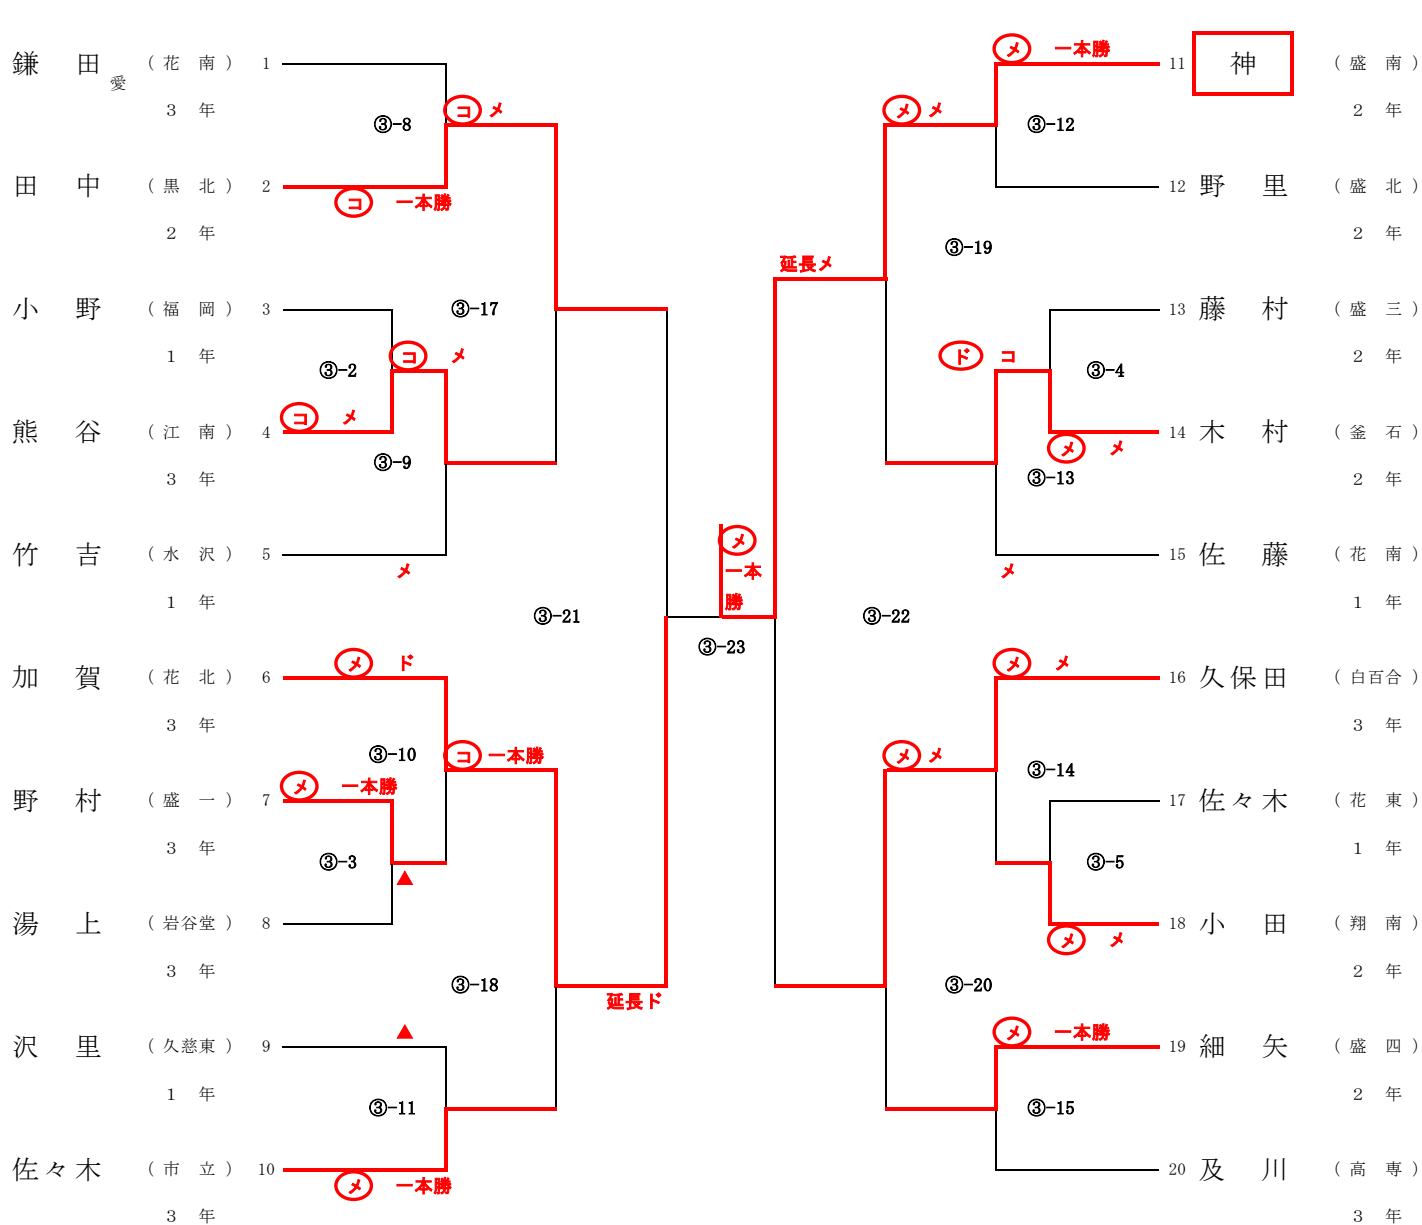 鎌田愛 (花南) 1
3 年
③-8
コ メ
田中 (黒北) 2
コ 一本勝
2 年
小野 (福岡) 3
③-17
1 年
③-2
コ メ
熊谷 (江南) 4
コ メ
③-9
3 年
竹吉 (水沢) 5
メ
1 年
③-21
加賀 (花北) 6
メ ド
3 年
③-10
コ 一本勝
野村 (盛一) 7
メ 一本勝
3 年
③-3
▲
湯上 (岩谷堂) 8
3 年
③-18
延長ド
▲
沢里 (久慈東) 9
1 年
③-11
佐々木 (市立) 10
メ 一本勝
3 年
メ
一本
勝
③-23
メ 一本勝
11 神 (盛南)
2 年
メ メ
③-12
12 野里 (盛北)
2 年
③-19
延長メ
13 藤村 (盛三)
2 年
ド コ
③-4
14 木村 (釜石)
メ メ
2 年
③-13
15 佐藤 (花南)
メ
1 年
③-22
メ メ
16 久保田 (白百合)
3 年
メ メ
③-14
17 佐々木 (花東)
1 年
③-5
18 小田 (翔南)
メ メ
2 年
③-20
メ 一本勝
19 細矢 (盛四)
2 年
③-15
20 及川 (高専)
3 年